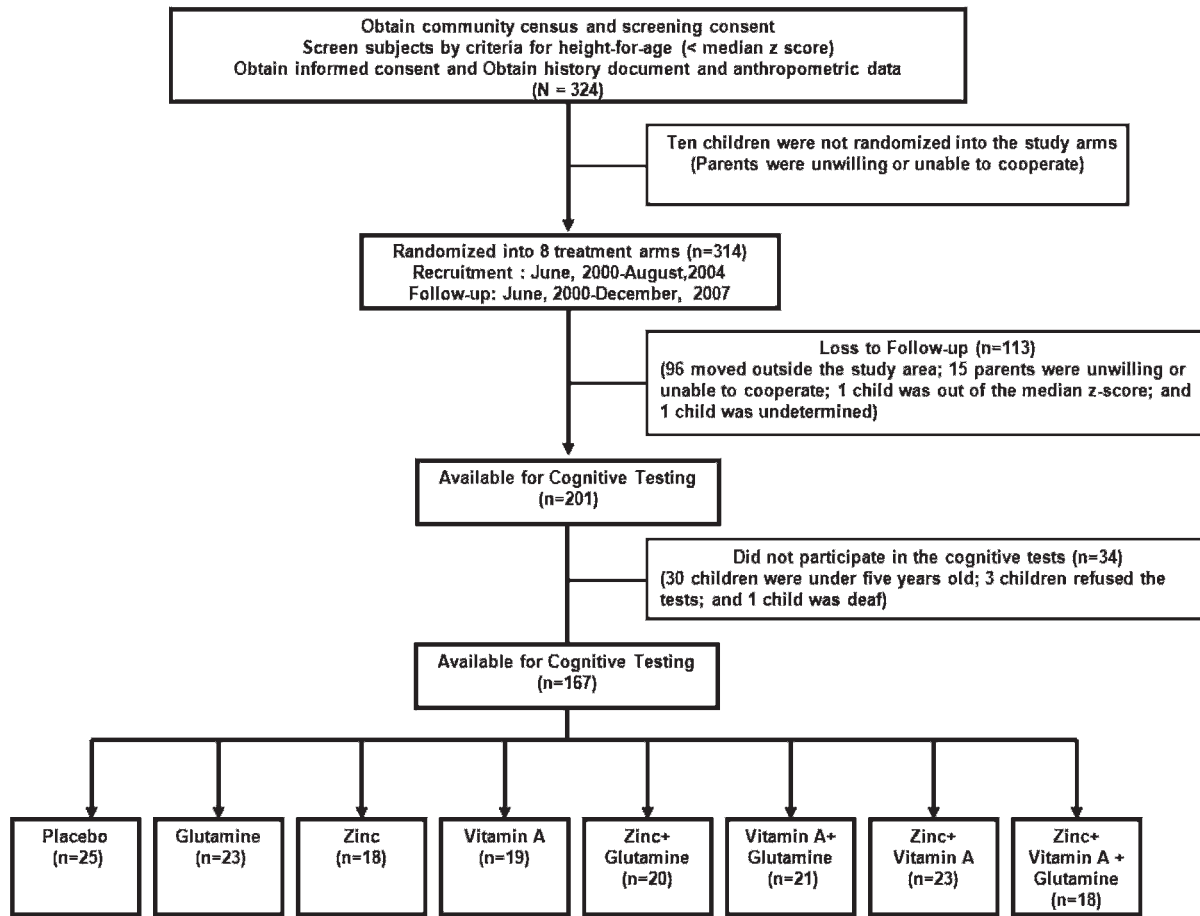 Obtain community census and screening consent
Screen subjects by criteria for height-for-age (< median z score)
Obtain informed consent and Obtain history document and anthropometric data
(N = 324)
Ten children were not randomized into the study arms
(Parents were unwilling or unable to cooperate)
Randomized into 8 treatment arms (n=314)
Recruitment : June, 2000-August,2004
Follow-up: June, 2000-December, 2007
Loss to Follow-up (n=113)
(96 moved outside the study area; 15 parents were unwilling or
unable to cooperate; 1 child was out of the median z-score; and
1 child was undetermined)
Available for Cognitive Testing
(n=201)
Did not participate in the cognitive tests (n=34)
(30 children were under five years old; 3 children refused the
tests; and 1 child was deaf)
Available for Cognitive Testing
(n=167)
Placebo
(n=25)
Glutamine
(n=23)
Zinc
(n=18)
Vitamin A
(n=19)
Zinc+
Glutamine
(n=20)
Vitamin A+
Glutamine
(n=21)
Zinc+
Vitamin A
(n=23)
Zinc+
Vitamin A +
Glutamine
(n=18)